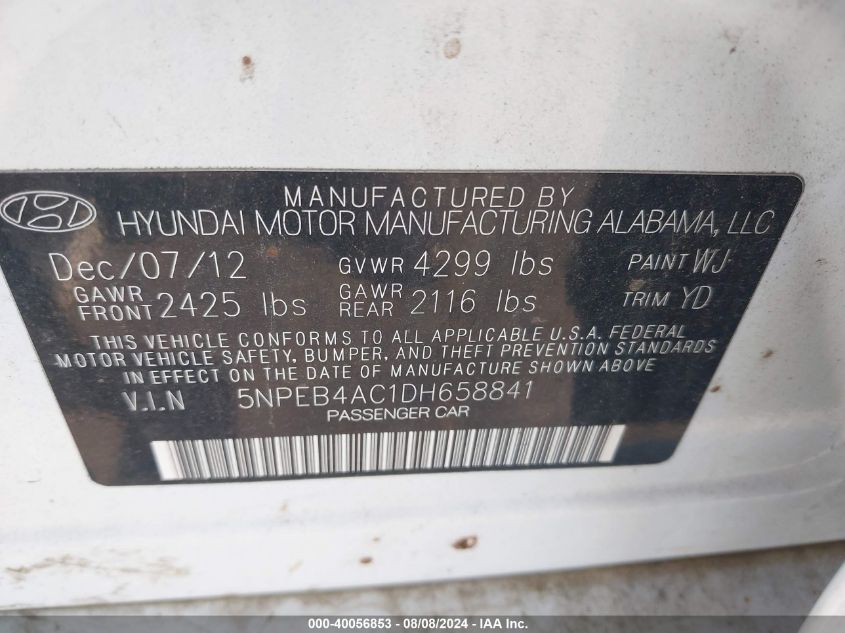 MANUFACTURED BY
HYUNDAI MOTOR MANUFACTURING ALABAMA, LLC
Dec/07/12 GVWR 4299 lbs PAINT WJ
GAWR FRONT 2425 lbs GAWR REAR 2116 lbs TRIM YD
THIS VEHICLE CONFORMS TO ALL APPLICABLE U.S.A. FEDERAL
MOTOR VEHICLE SAFETY, BUMPER, AND THEFT PREVENTION STANDARDS
IN EFFECT ON THE DATE OF MANUFACTURE SHOWN ABOVE
V.I.N 5NPEB4AC1DH658841
PASSENGER CAR
000-40056853 - 08/08/2024 - IAA Inc.